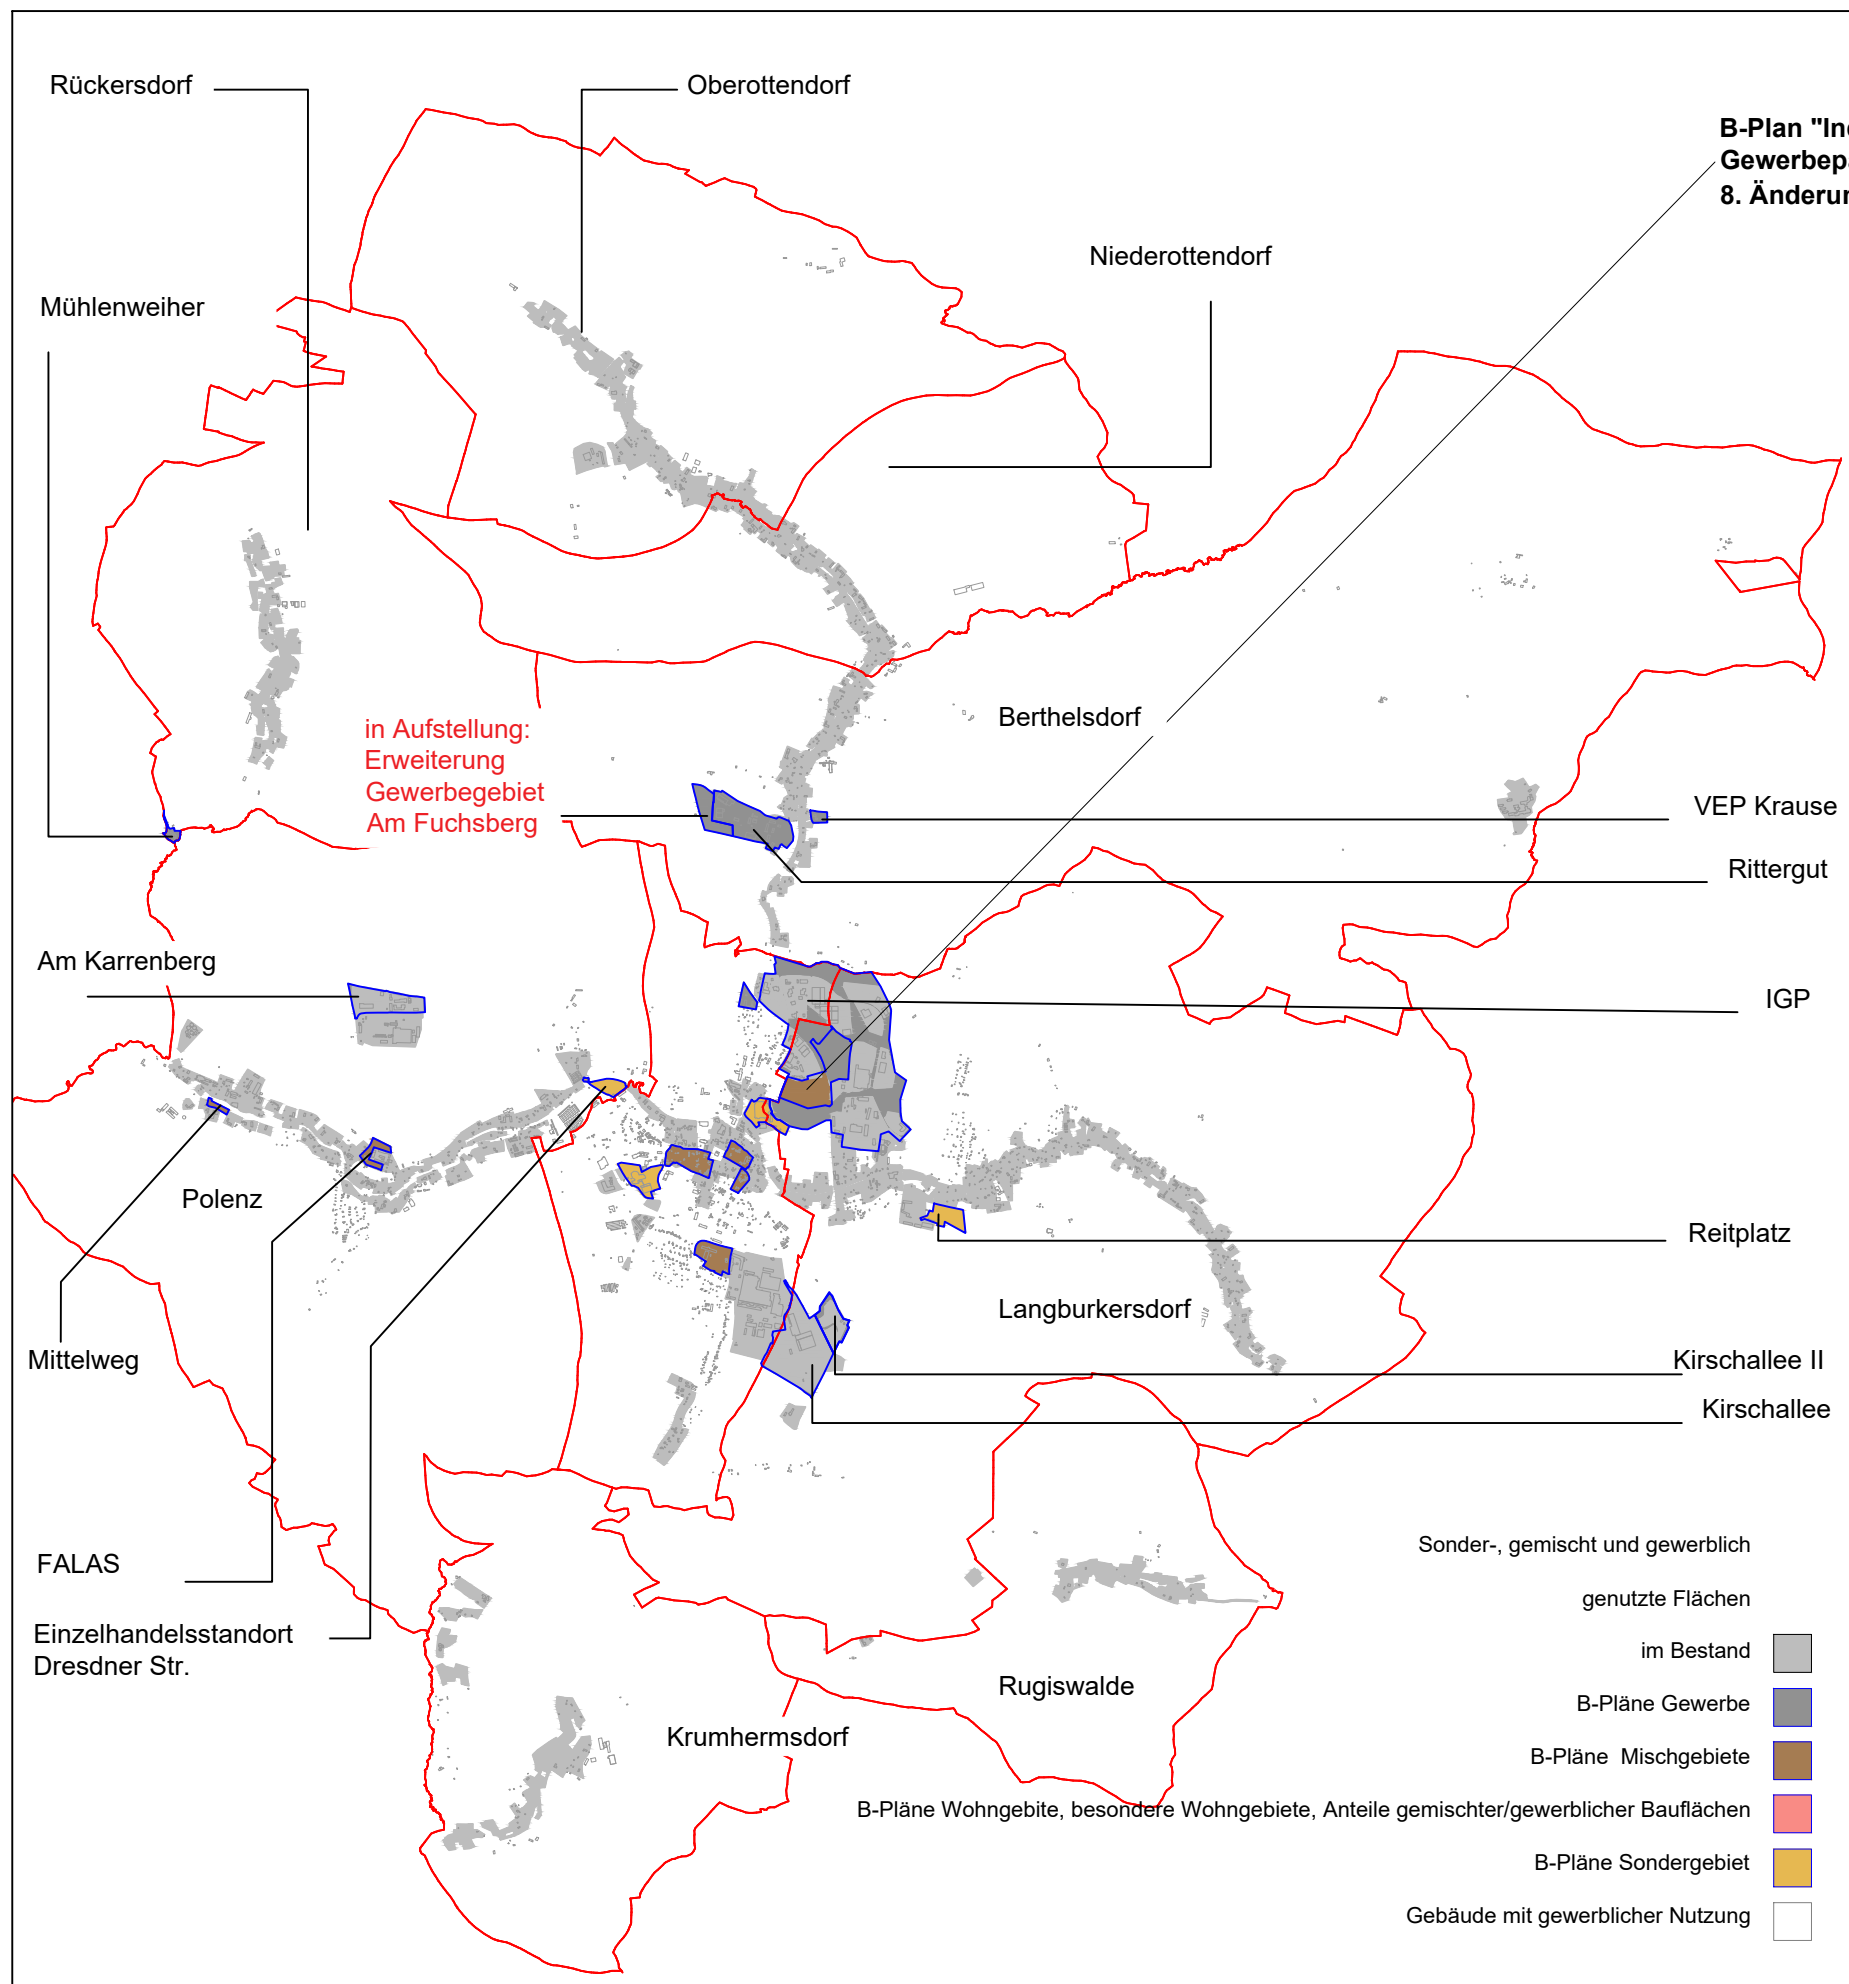 Rückersdorf
Oberottendorf
B-Plan "In
Gewerbep
8. Änderu
Niederottendorf
Mühlenweiher
in Aufstellung:
Erweiterung
Gewerbegebiet
Am Fuchsberg
Berthelsdorf
VEP Krause
Rittergut
Am Karrenberg
IGP
Polenz
Reitplatz
Langburkersdorf
Mittelweg
Kirschallee II
Kirschallee
FALAS
Einzelhandelsstandort
Dresdner Str.
Rugiswalde
Krumhermsdorf
Sonder-, gemischt und gewerblich
genutzte Flächen
im Bestand
B-Pläne Gewerbe
B-Pläne Mischgebiete
B-Pläne Wohngebite, besondere Wohngebiete, Anteile gemischter/gewerblicher Bauflächen
B-Pläne Sondergebiet
Gebäude mit gewerblicher Nutzung